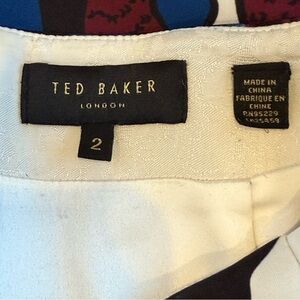 TED BAKER
LONDON
2
MADE IN
CHINA
FABRIQUE EN
CHINE
RN95229